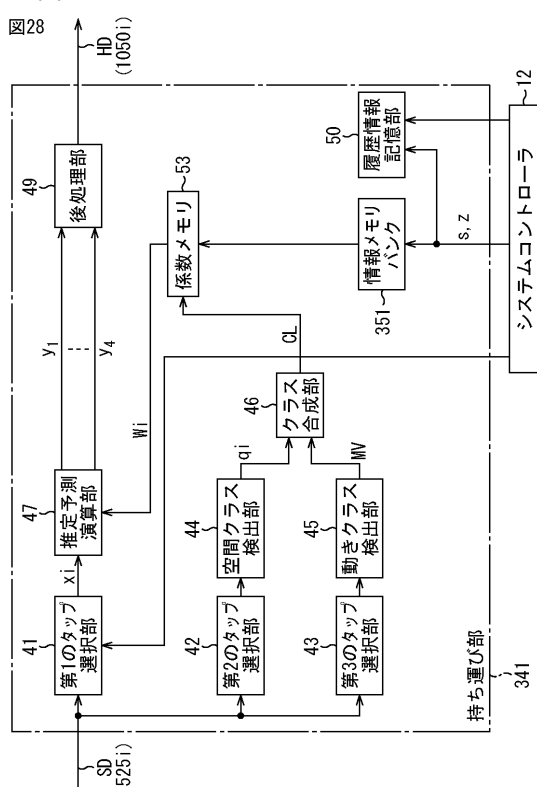 図28
SD
(525i)
41
第1のタップ
選択部
xi
47
推定予測
演算部
y1
y4
49
後処理部
HD
(1050i)
42
第2のタップ
選択部
44
空間クラス
検出部
qi
43
第3のタップ
選択部
45
動きクラス
検出部
MV
46
クラス
合成部
CL
Wi
53
係数メモリ
351
情報メモリ
バンク
50
履歴情報
記憶部
s,z
持ち運び部
341
12
システムコントローラ